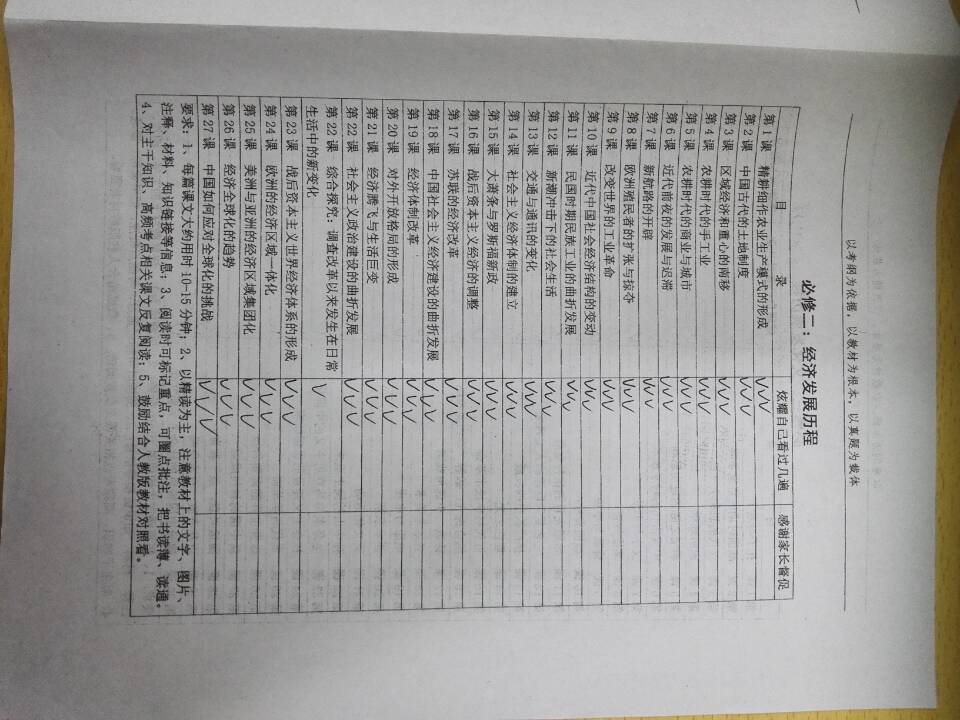 以考纲为依据，以教材为根本，以真题为载体
必修二：经济发展历程
目 录 炫耀自己看过几遍 感谢家长督促
第1课 精耕细作农业生产模式的形成 √√√
第2课 中国古代的土地制度 √√√
第3课 区域经济和重心的南移 √√√
第4课 农耕时代的手工业 √√√
第5课 农耕时代的商业与城市 √√√
第6课 近代前夜的发展与迟滞 √√√
第7课 新航路的开辟 √√√
第8课 欧洲殖民者的扩张与掠夺 √√√
第9课 改变世界的工业革命 √√√
第10课 近代中国社会经济结构的变动 √√√
第11课 民国时期民族工业的曲折发展 √√√
第12课 新潮冲击下的社会生活 √√√
第13课 交通与通讯的变化 √√√
第14课 社会主义经济体制的建立 √√√
第15课 大萧条与罗斯福新政 √√√
第16课 战后资本主义经济的调整 √√√
第17课 苏联的经济改革 √√√
第18课 中国社会主义经济建设的曲折发展 √√√
第19课 经济体制改革 √√√
第20课 对外开放格局的形成 √√√
第21课 经济腾飞与生活巨变 √√√
第22课 社会主义政治建设的曲折发展 √√√
第22课 综合探究：调查改革以来发生在日常
生活中的新变化 √
第23课 战后资本主义世界经济体系的形成 √√√
第24课 欧洲的经济区域一体化 √√√
第25课 美洲与亚洲的经济区域集团化 √√√
第26课 经济全球化的趋势 √√√
第27课 中国如何应对全球化的挑战 √√√
要求：1、每篇课文大约用时10-15分钟；2、以精读为主，注意教材上的文字、图片、
注释、材料、知识链接等信息；3、阅读时可标记重点，可圈点批注，把书读薄、读通。
4、对主干知识、高频考点相关课文反复阅读；5、鼓励结合人教版教材对照看。